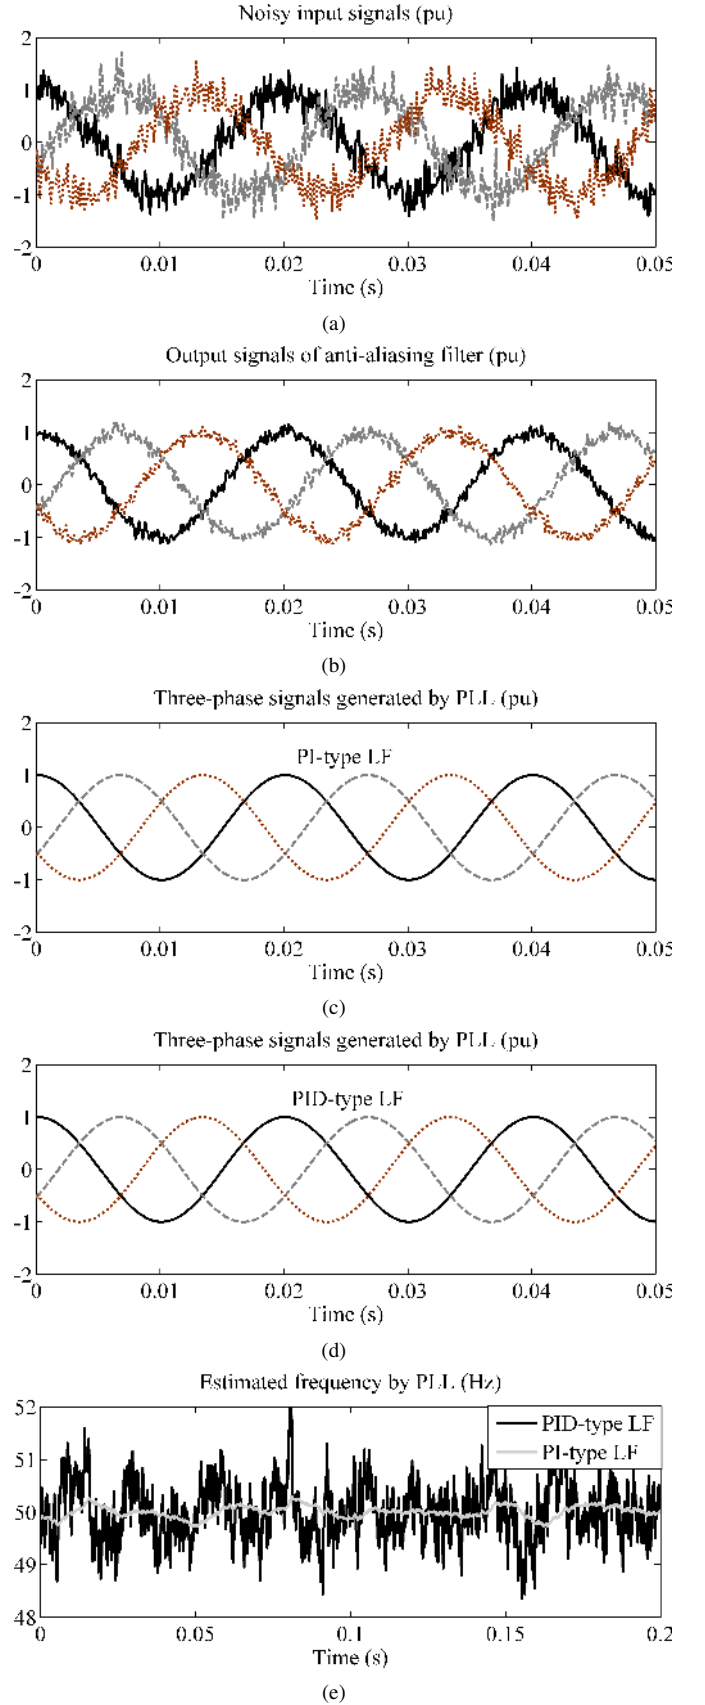 Noisy input signals (pu)
2
1
0
-1
-2
0 0.01 0.02 0.03 0.04 0.05
Time (s)
(a)
Output signals of anti-aliasing filter (pu)
2
1
0
-1
-2
0 0.01 0.02 0.03 0.04 0.05
Time (s)
(b)
Three-phase signals generated by PLL (pu)
2
PI-type LF
1
0
-1
-2
0 0.01 0.02 0.03 0.04 0.05
Time (s)
(c)
Three-phase signals generated by PLL (pu)
2
PID-type LF
1
0
-1
-2
0 0.01 0.02 0.03 0.04 0.05
Time (s)
(d)
Estimated frequency by PLL (Hz)
52
PID-type LF
PI-type LF
51
50
49
48
0 0.05 0.1 0.15 0.2
Time (s)
(e)